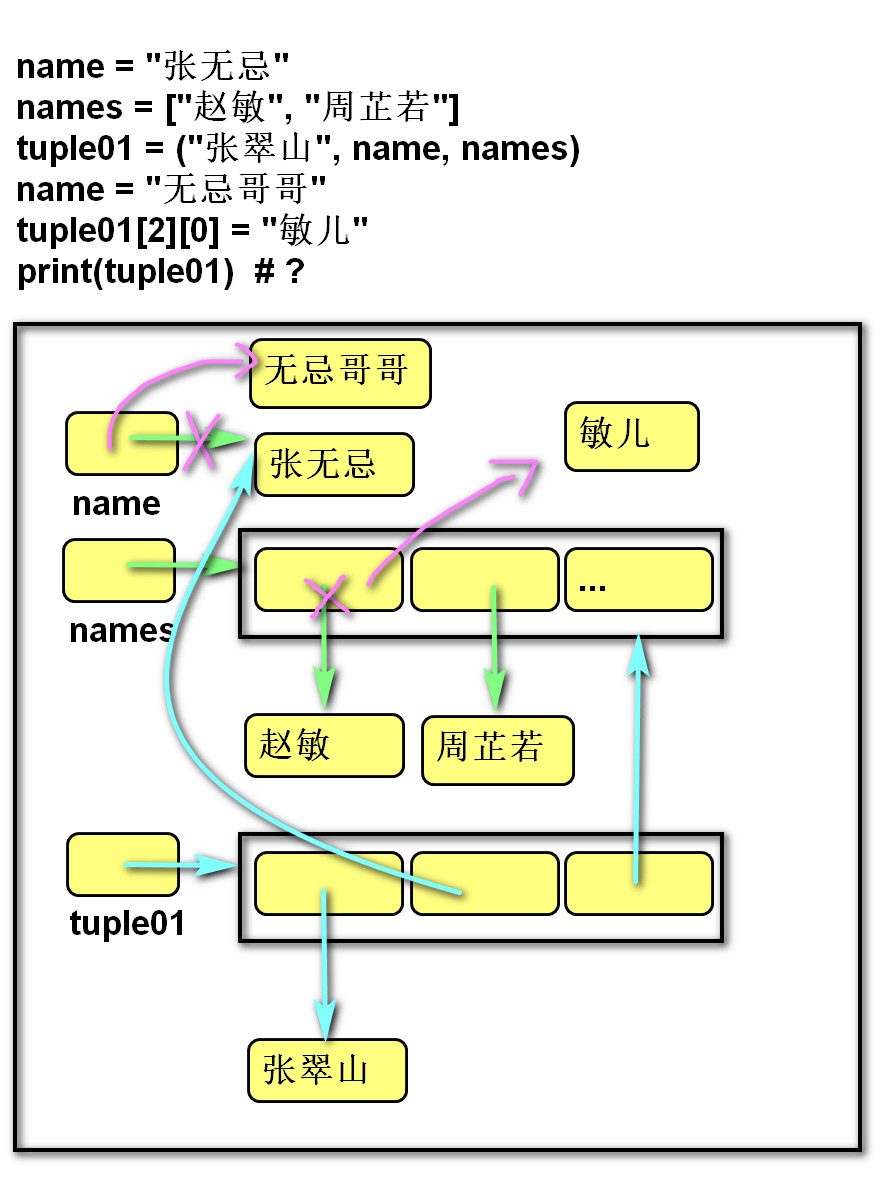 name = "张无忌"
names = ["赵敏", "周芷若"]
tuple01 = ("张翠山", name, names)
name = "无忌哥哥"
tuple01[2][0] = "敏儿"
print(tuple01)  # ?
无忌哥哥
敏儿
张无忌
name
...
names
赵敏
周芷若
tuple01
张翠山